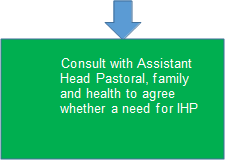 Consult with Assistant
Head Pastoral, family
and health to agree
whether a need for IHP